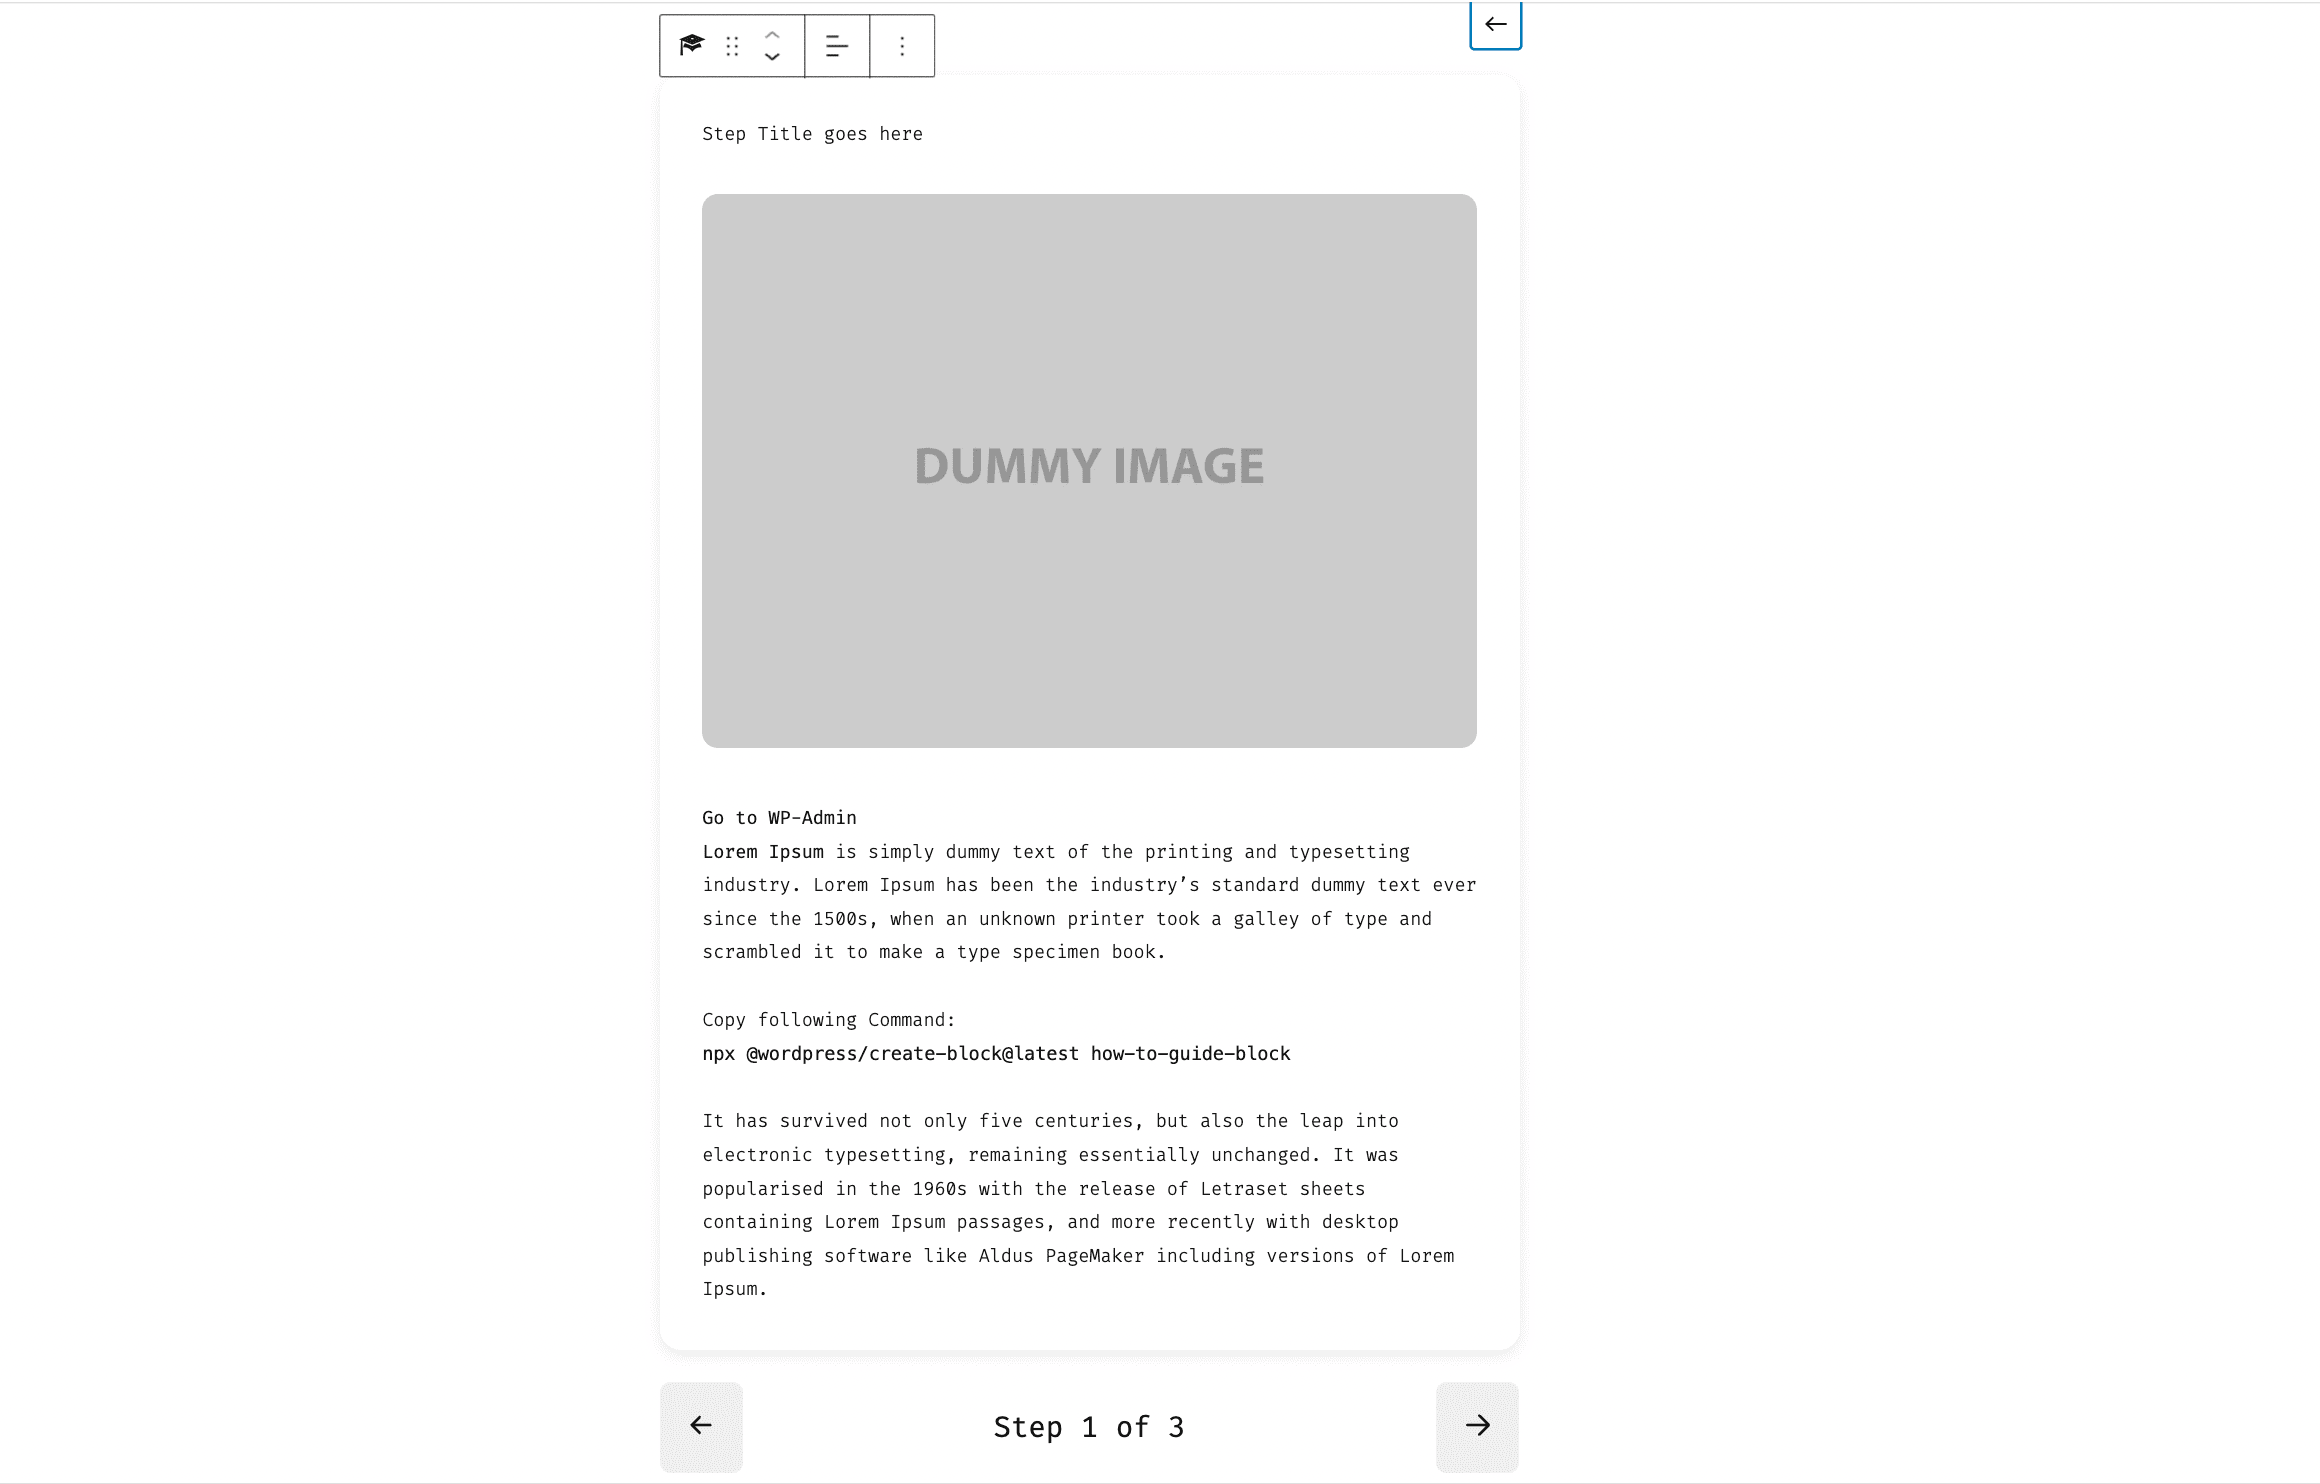 Step Title goes here
DUMMY IMAGE
Go to WP-Admin
Lorem Ipsum is simply dummy text of the printing and typesetting
industry. Lorem Ipsum has been the industry’s standard dummy text ever
since the 1500s, when an unknown printer took a galley of type and
scrambled it to make a type specimen book.
Copy following Command:
npx @wordpress/create-block@latest how-to-guide-block
It has survived not only five centuries, but also the leap into
electronic typesetting, remaining essentially unchanged. It was
popularised in the 1960s with the release of Letraset sheets
containing Lorem Ipsum passages, and more recently with desktop
publishing software like Aldus PageMaker including versions of Lorem
Ipsum.
Step 1 of 3